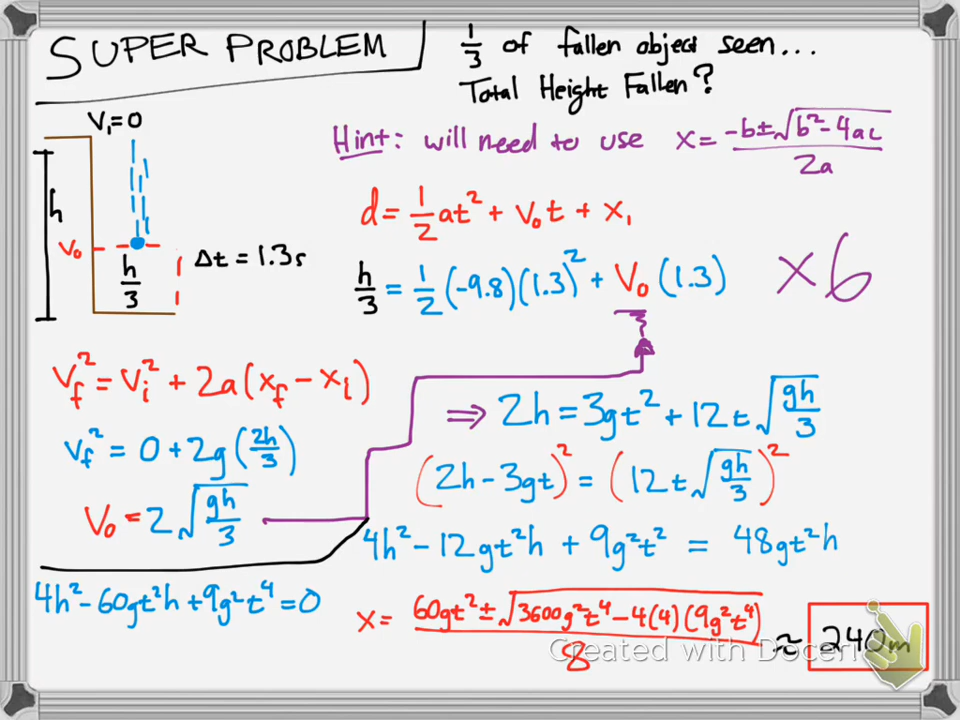 SUPER PROBLEM
1/3 of fallen object seen...
Total Height Fallen?
V₁=0
Hint: will need to use x = (-b±√(b²-4ac))/(2a)
h
d = 1/2 at² + V₀t + x₁
V₀
h/3
Δt = 1.3s
h/3 = 1/2 (-9.8)(1.3)² + V₀ (1.3)
×6
V_f² = V_i² + 2a(x_f - x_i)
V_f² = 0 + 2g(2h/3)
V₀ = 2√(gh/3)
⇒ 2h = 3gt² + 12t√(gh/3)
(2h - 3gt)² = (12t√(gh/3))²
4h² - 12gt²h + 9g²t² = 48gt²h
4h² - 60gt²h + 9g²t⁴ = 0
x = (60gt² ± √(3600g²t⁴ - 4(4)(9g²t⁴)))/8 ≈ 240m
Created with Doceri